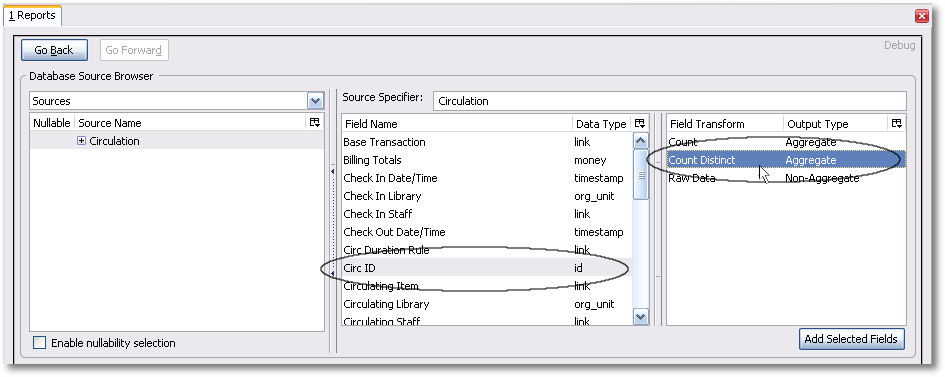 1 Reports
Go Back Go Forward Debug
Database Source Browser
Sources
Nullable Source Name
Circulation
Source Specifier: Circulation
Field Name Data Type
Base Transaction link
Billing Totals money
Check In Date/Time timestamp
Check In Library org_unit
Check In Staff link
Check Out Date/Time timestamp
Circ Duration Rule link
Circ ID id
Circulating Item link
Circulating Library org_unit
Circulating Staff link
Field Transform Output Type
Count Aggregate
Count Distinct Aggregate
Raw Data Non-Aggregate
Enable nullability selection
Add Selected Fields